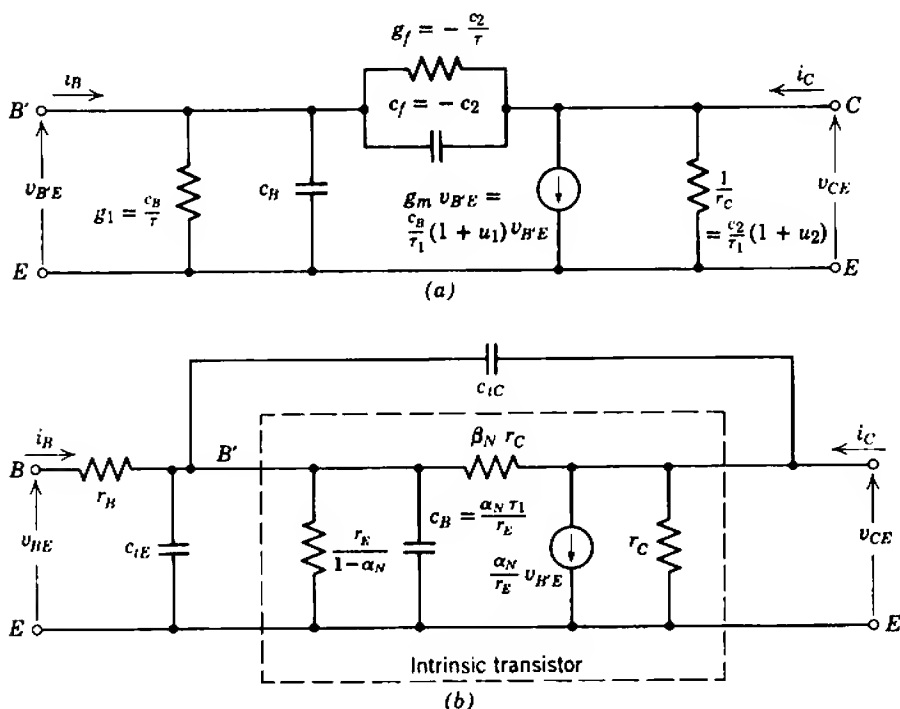 g_f = - c_2/τ
i_B
i_C
B'
c_f = - c_2
C
v_B'E
g_1 = c_B/τ
c_B
g_m v_B'E =
c_B/τ_1 (1 + u_1) v_B'E
1/r_C
= c_2/τ_1 (1 + u_2)
v_CE
E
E
(a)
c_tC
i_B
B'
β_N r_C
i_C
B
r_B
v_BE
c_tE
r_E/(1 - α_N)
c_B = α_N τ_1/r_E
α_N/r_E v_B'E
r_C
v_CE
E
E
Intrinsic transistor
(b)